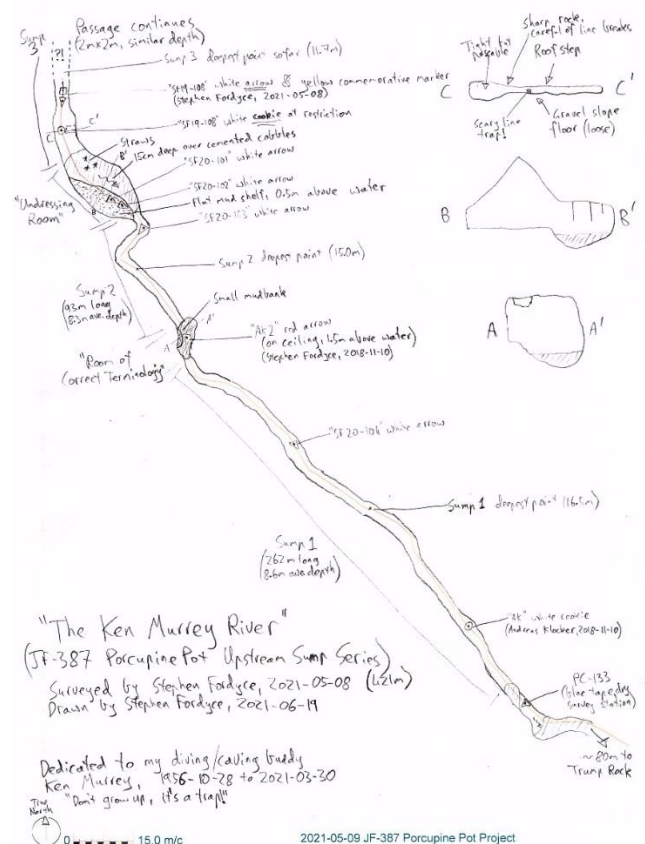 Sump
3
Passage continues
(2m x 2m, similar depth)
?!
Sump 3 deepest point so far (11.7m)
"SF19-108" white arrow & yellow commemorative marker
(Stephen Fordyce, 2021-05-08)
C C'
"SF19-108" white cookie at restriction
Straws
B' 15cm deep over cemented cobbles
"SF20-101" white arrow
"SF20-102" white arrow
Flat mud shelf, 0.5m above water
"SF20-103" white arrow
"Undressing
Room"
B
Sump 2 deepest point (15.0m)
Sump 2
(93m long
8.3m ave. depth)
Small mudbank
A'
"AK2" red arrow
(on ceiling, 1.5m above water)
(Stephen Fordyce, 2018-11-10)
A
"Room of
Correct Terminology"
"SF20-104" white arrow
Sump 1 deepest point (16.5m)
Sump 1
(262m long
8.6m ave. depth)
"AK" white cookie
(Andreas Klocker, 2018-11-10)
PC-133
(blue tape, dry
survey station)
~80m to
Trump Rock
Sharp rock,
careful of line breaks
Tight but
passable
Roof step
C C'
Scary line
trap!
Gravel slope
floor (loose)
B B'
A A'
"The Ken Murrey River"
(JF-387 Porcupine Pot Upstream Sump Series)
Surveyed by Stephen Fordyce, 2021-05-08 (421m)
Drawn by Stephen Fordyce, 2021-06-19
Dedicated to my diving/caving buddy
Ken Murrey, 1956-10-28 to 2021-03-30
"Don't grow up, it's a trap!"
True
North
0 15.0 m/c
2021-05-09 JF-387 Porcupine Pot Project